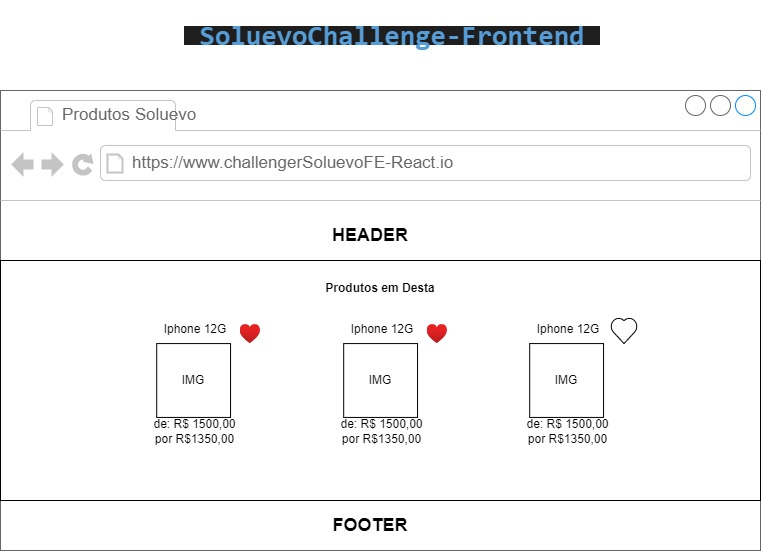 SoluevoChallenge-Frontend
Produtos Soluevo
https://www.challengerSoluevoFE-React.io
HEADER
Produtos em Desta
Iphone 12G
Iphone 12G
Iphone 12G
IMG
IMG
IMG
de: R$ 1500,00
por R$1350,00
de: R$ 1500,00
por R$1350,00
de: R$ 1500,00
por R$1350,00
FOOTER